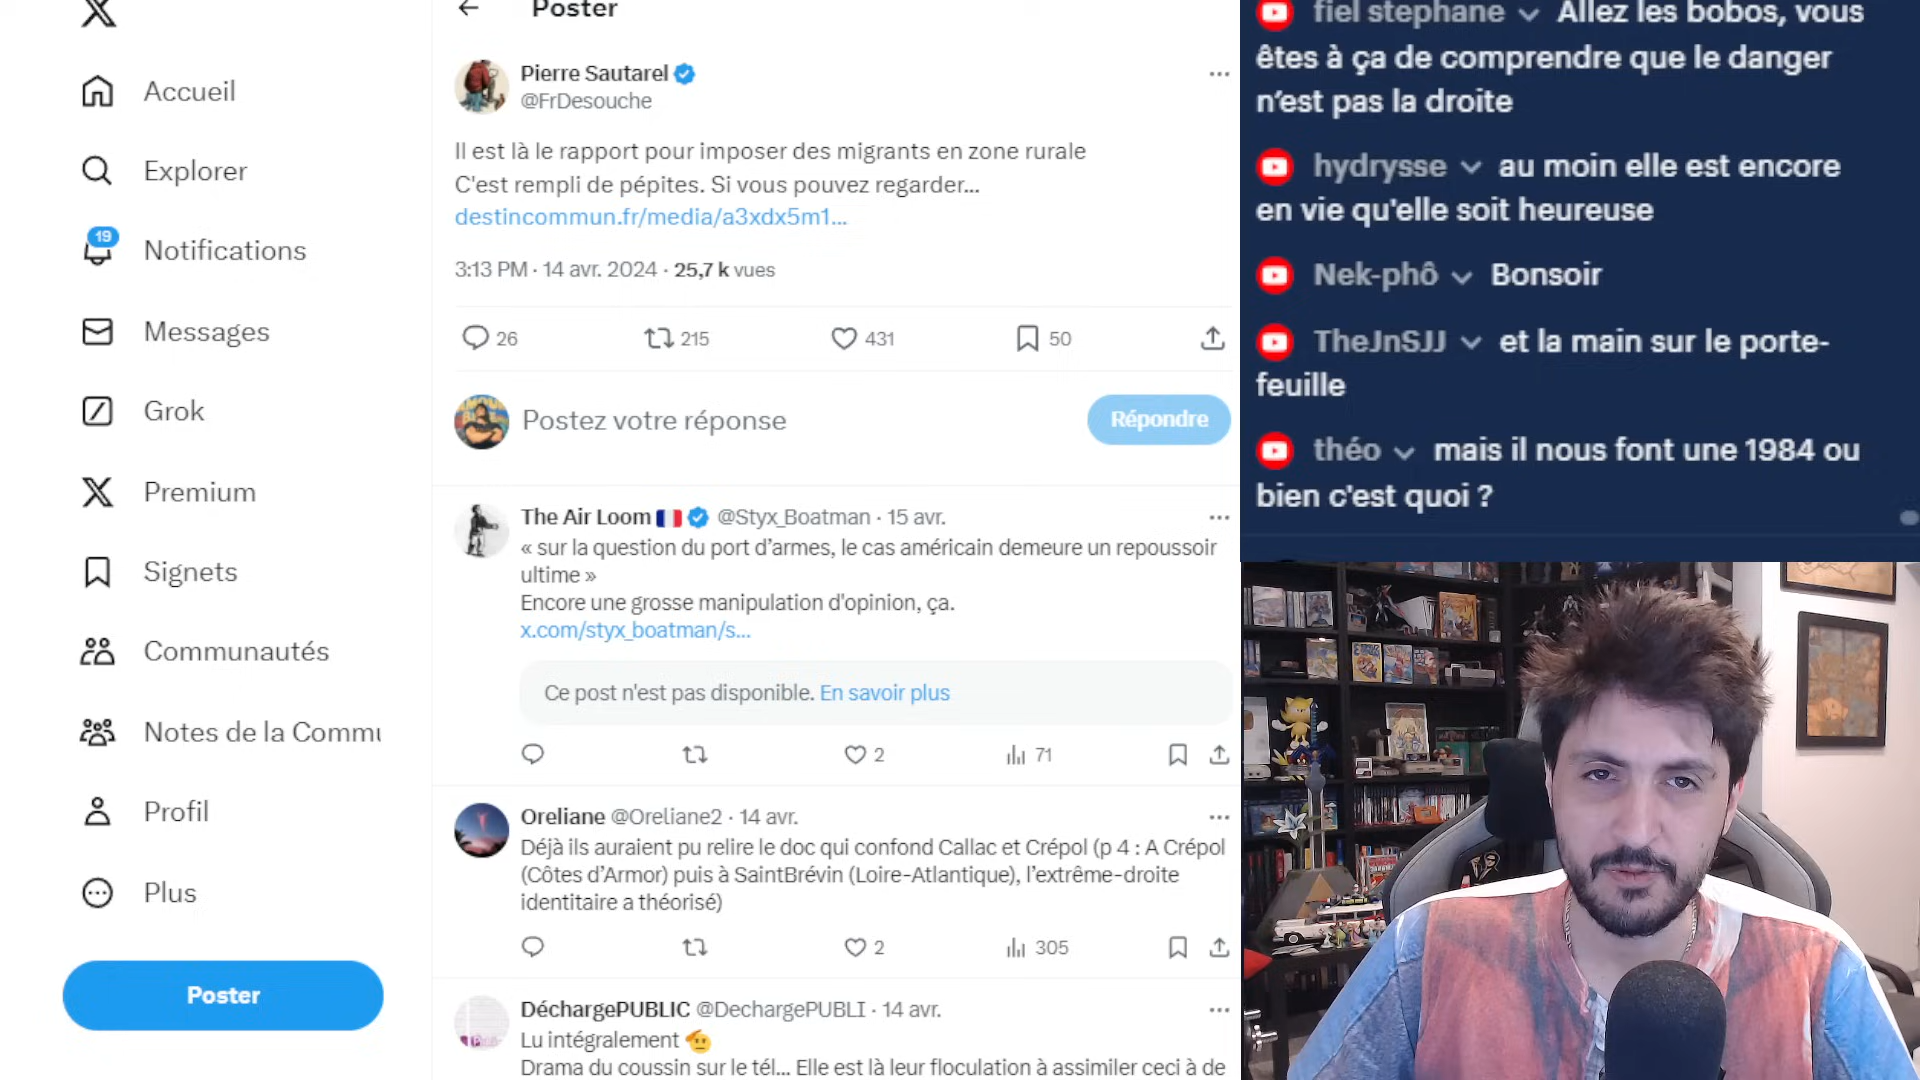 Accueil
Explorer
19
Notifications
Messages
Grok
Premium
Signets
Communautés
Notes de la Commu
Profil
Plus
Poster
Poster
Pierre Sautarel
@FrDesouche
Il est là le rapport pour imposer des migrants en zone rurale
C'est rempli de pépites. Si vous pouvez regarder...
destincommun.fr/media/a3xdx5m1...
3:13 PM · 14 avr. 2024 · 25,7 k vues
26 215 431 50
Postez votre réponse
Répondre
The Air Loom @Styx_Boatman · 15 avr.
« sur la question du port d’armes, le cas américain demeure un repoussoir
ultime »
Encore une grosse manipulation d'opinion, ça.
x.com/styx_boatman/s...
Ce post n'est pas disponible. En savoir plus
2 71
Oreliane @Oreliane2 · 14 avr.
Déjà ils auraient pu relire le doc qui confond Callac et Crépol (p 4 : A Crépol
(Côtes d’Armor) puis à SaintBrévin (Loire-Atlantique), l’extrême-droite
identitaire a théorisé)
2 305
DéchargePUBLIC @DechargePUBLI · 14 avr.
Lu intégralement
Drama du coussin sur le tél... Elle est là leur floculation à assimiler ceci à de
fiel stephane Allez les bobos, vous
êtes à ça de comprendre que le danger
n’est pas la droite
hydrysse au moin elle est encore
en vie qu'elle soit heureuse
Nek-phô Bonsoir
TheJnSJJ et la main sur le porte-
feuille
théo mais il nous font une 1984 ou
bien c'est quoi ?